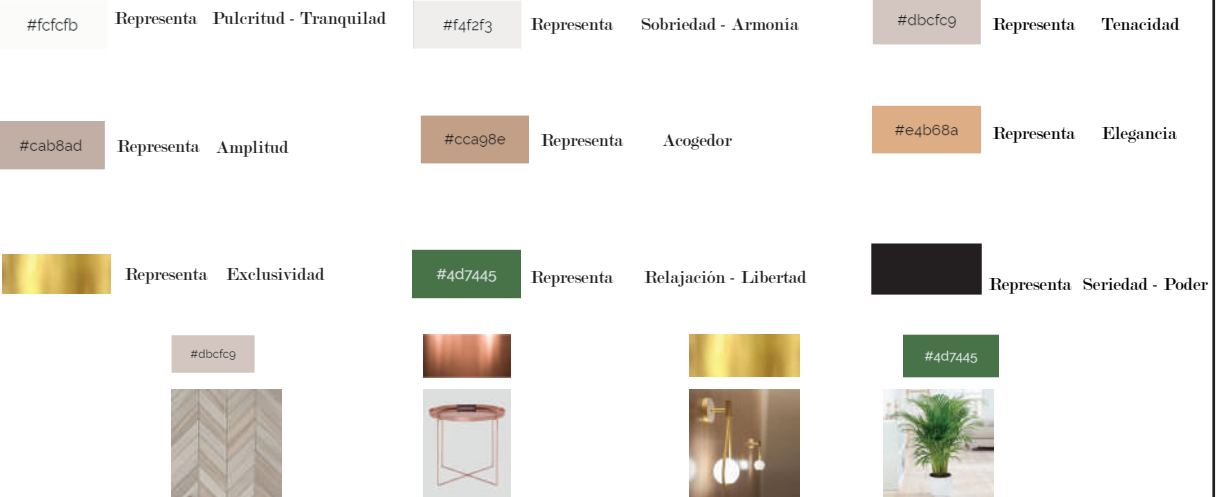 #fcfcfb Representa Pulcritud - Tranquilad
#f4f2f3 Representa Sobriedad - Armonía
#dbcfc9 Representa Tenacidad
#cab8ad Representa Amplitud
#cca98e Representa Acogedor
#e4b68a Representa Elegancia
Representa Exclusividad
#4d7445 Representa Relajación - Libertad
Representa Seriedad - Poder
#dbcfc9
#4d7445